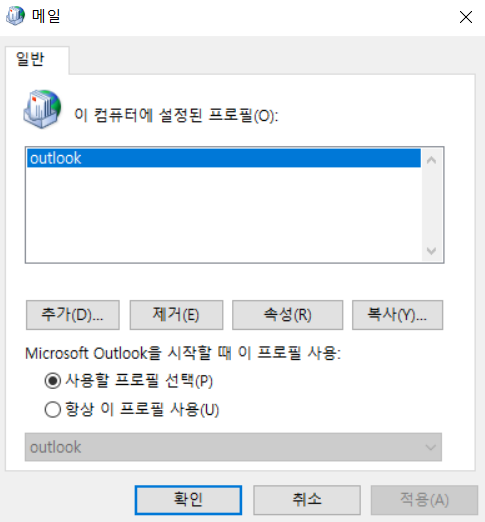 메일
일반
이 컴퓨터에 설정된 프로필(O):
outlook
추가(D)... 제거(E) 속성(R) 복사(Y)...
Microsoft Outlook을 시작할 때 이 프로필 사용:
사용할 프로필 선택(P)
항상 이 프로필 사용(U)
outlook
확인 취소 적용(A)